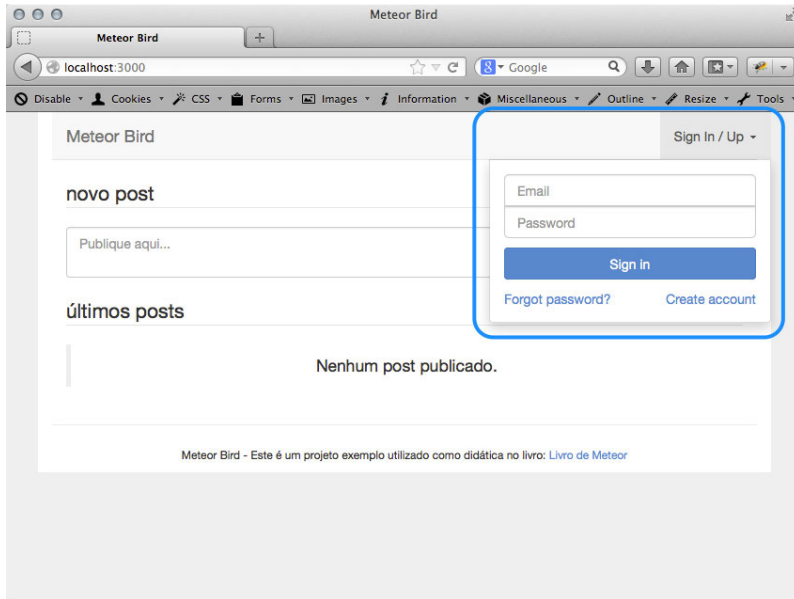 Meteor Bird
Meteor Bird
localhost:3000
Google
Disable Cookies CSS Forms Images Information Miscellaneous Outline Resize Tools
Meteor Bird
Sign In / Up
novo post
Email
Password
Publique aqui...
Sign in
Forgot password? Create account
últimos posts
Nenhum post publicado.
Meteor Bird - Este é um projeto exemplo utilizado como didática no livro: Livro de Meteor